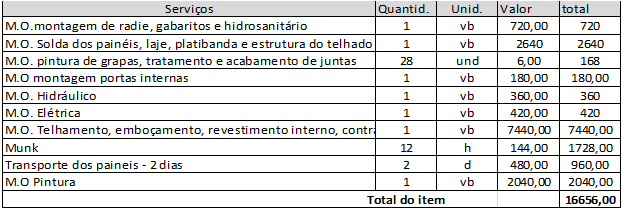 Serviços Quantid. Unid. Valor total
M.O.montagem de radie, gabaritos e hidrosanitário 1 vb 720,00 720
M.O. Solda dos painéis, laje, platibanda e estrutura do telhado 1 vb 2640 2640
M.O. pintura de grapas, tratamento e acabamento de juntas 28 und 6,00 168
M.O montagem portas internas 1 vb 180,00 180,00
M.O. Hidráulico 1 vb 360,00 360
M.O. Elétrica 1 vb 420,00 420
M.O. Telhamento, emboçamento, revestimento interno, contra 1 vb 7440,00 7440,00
Munk 12 h 144,00 1728,00
Transporte dos paineis - 2 dias 2 d 480,00 960,00
M.O Pintura 1 vb 2040,00 2040,00
Total do item 16656,00